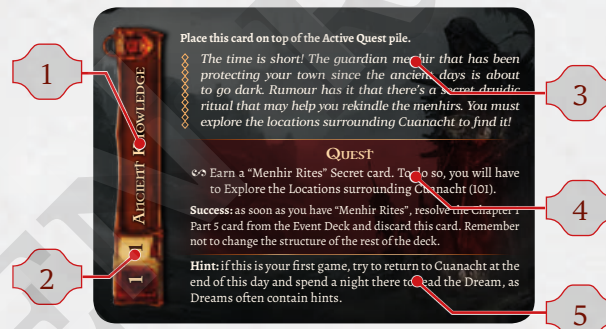 Place this card on top of the Active Quest pile.
The time is short! The guardian menhir that has been
protecting your town since the ancient days is about
to go dark. Rumour has it that there's a secret druidic
ritual that may help you rekindle the menhirs. You must
explore the locations surrounding Cuanacht to find it!
Quest
Earn a “Menhir Rites” Secret card. To do so, you will have
to Explore the Locations surrounding Cuanacht (101).
Success: as soon as you have “Menhir Rites”, resolve the Chapter 1
Part 5 card from the Event Deck and discard this card. Remember
not to change the structure of the rest of the deck.
Hint: if this is your first game, try to return to Cuanacht at the
end of this day and spend a night there to read the Dream, as
Dreams often contain hints.
Ancient Knowledge
1 1
1
2
3
4
5